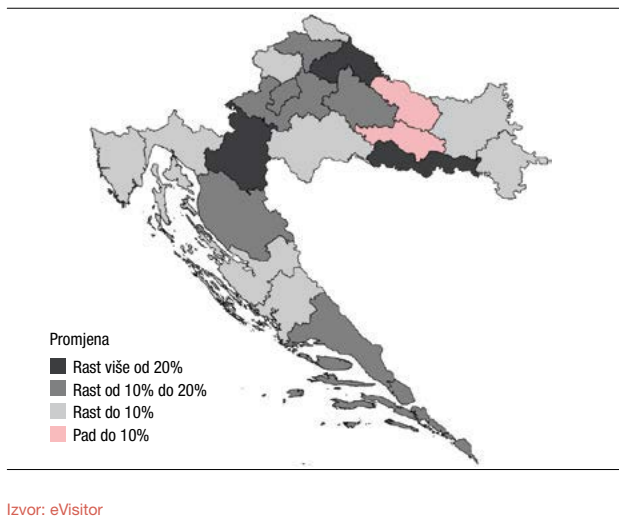 Promjena
Rast više od 20%
Rast od 10% do 20%
Rast do 10%
Pad do 10%
Izvor: eVisitor